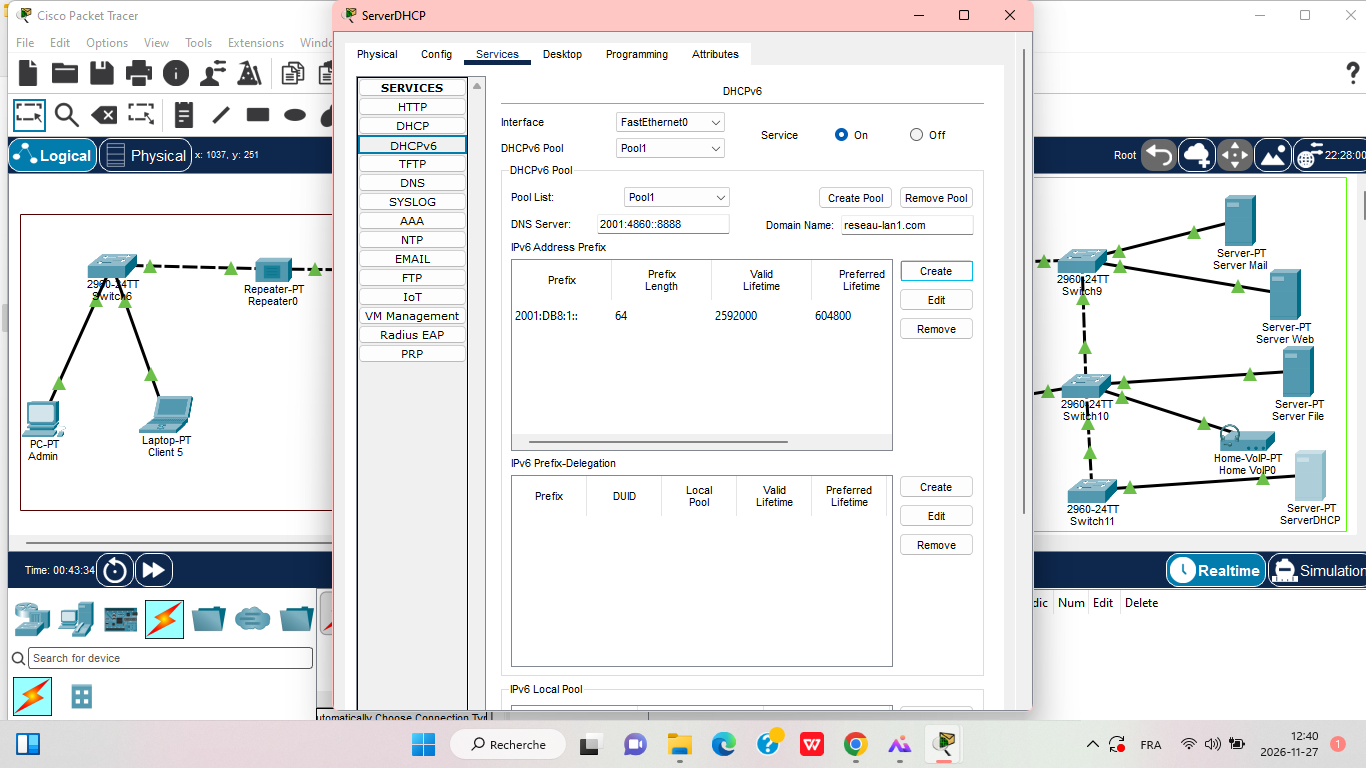 Cisco Packet Tracer
File Edit Options View Tools Extensions Windo
Logical
Physical
x: 1037, y: 251
2960-24TT
Switch6
Repeater-PT
Repeater0
PC-PT
Admin
Laptop-PT
Client 5
Time: 00:43:34
Search for device
utomatically Choose Connection Typ
ServerDHCP
Physical Config Services Desktop Programming Attributes
SERVICES
HTTP
DHCP
DHCPv6
TFTP
DNS
SYSLOG
AAA
NTP
EMAIL
FTP
IoT
VM Management
Radius EAP
PRP
DHCPv6
Interface FastEthernet0
Service On Off
DHCPv6 Pool Pool1
DHCPv6 Pool
Pool List: Pool1 Create Pool Remove Pool
DNS Server: 2001:4860::8888 Domain Name: reseau-lan1.com
IPv6 Address Prefix
Prefix Prefix Length Valid Lifetime Preferred Lifetime
2001:DB8:1:: 64 2592000 604800
Create
Edit
Remove
IPv6 Prefix-Delegation
Prefix DUID Local Pool Valid Lifetime Preferred Lifetime
Create
Edit
Remove
IPv6 Local Pool
?
Root
22:28:00
Server-PT
Server Mail
2960-24TT
Switch9
Server-PT
Server Web
2960-24TT
Switch10
Server-PT
Server File
Home-VoIP-PT
Home VoIP0
2960-24TT
Switch11
Server-PT
ServerDHCP
Realtime
Simulation
dic Num Edit Delete
Recherche
FRA
12:40
2026-11-27
1